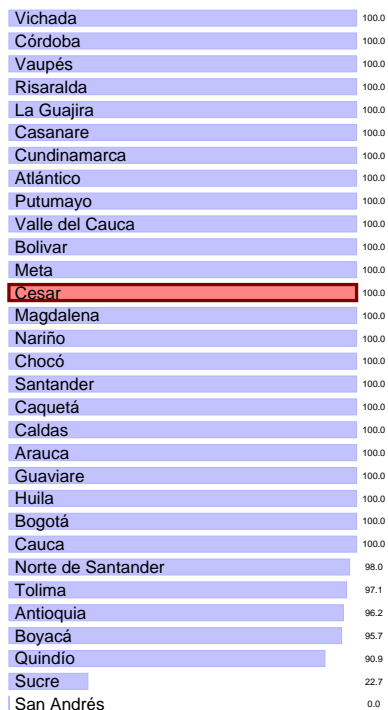 Vichada 100.0
Córdoba 100.0
Vaupés 100.0
Risaralda 100.0
La Guajira 100.0
Casanare 100.0
Cundinamarca 100.0
Atlántico 100.0
Putumayo 100.0
Valle del Cauca 100.0
Bolivar 100.0
Meta 100.0
Cesar 100.0
Magdalena 100.0
Nariño 100.0
Chocó 100.0
Santander 100.0
Caquetá 100.0
Caldas 100.0
Arauca 100.0
Guaviare 100.0
Huila 100.0
Bogotá 100.0
Cauca 100.0
Norte de Santander 98.0
Tolima 97.1
Antioquia 96.2
Boyacá 95.7
Quindío 90.9
Sucre 22.7
San Andrés 0.0